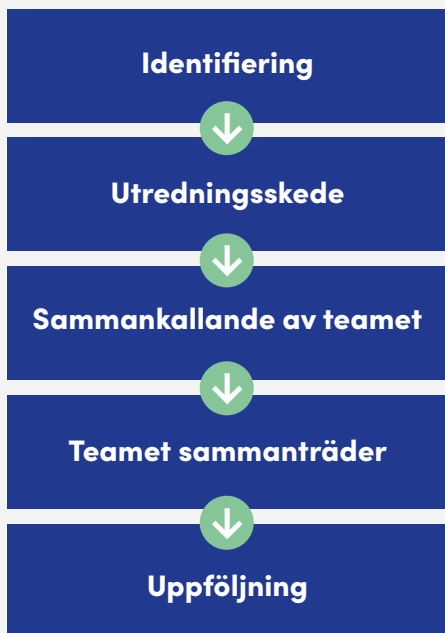 Identifiering
Utredningsskede
Sammankallande av teamet
Teamet sammanträder
Uppföljning